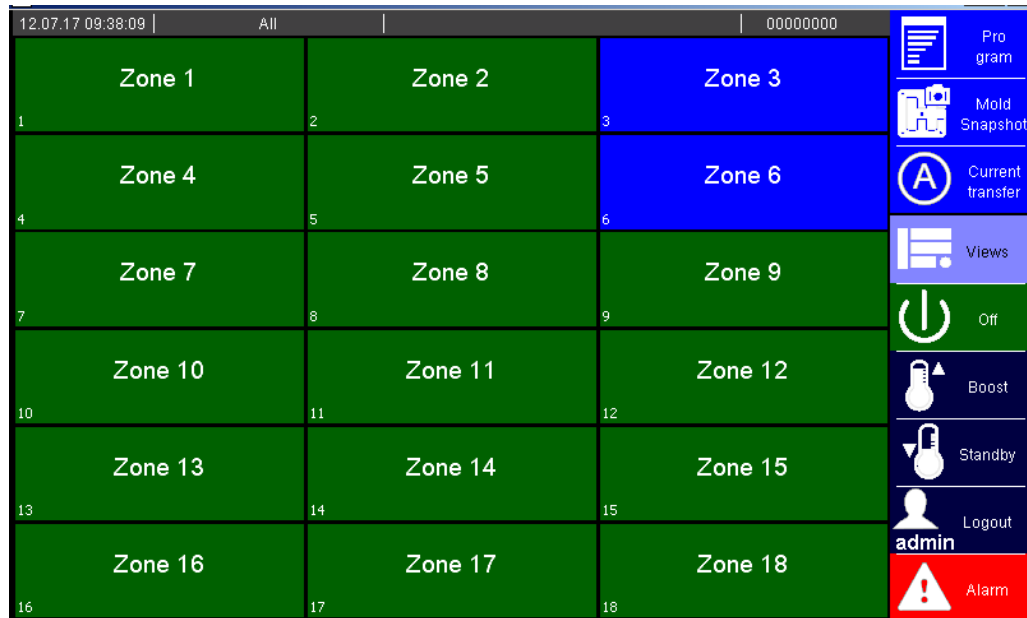 12.07.17 09:38:09 All 00000000
Zone 1
1
Zone 2
2
Zone 3
3
Zone 4
4
Zone 5
5
Zone 6
6
Zone 7
7
Zone 8
8
Zone 9
9
Zone 10
10
Zone 11
11
Zone 12
12
Zone 13
13
Zone 14
14
Zone 15
15
Zone 16
16
Zone 17
17
Zone 18
18
Pro
gram
Mold
Snapshot
A
Current
transfer
Views
Off
Boost
Standby
Logout
admin
Alarm